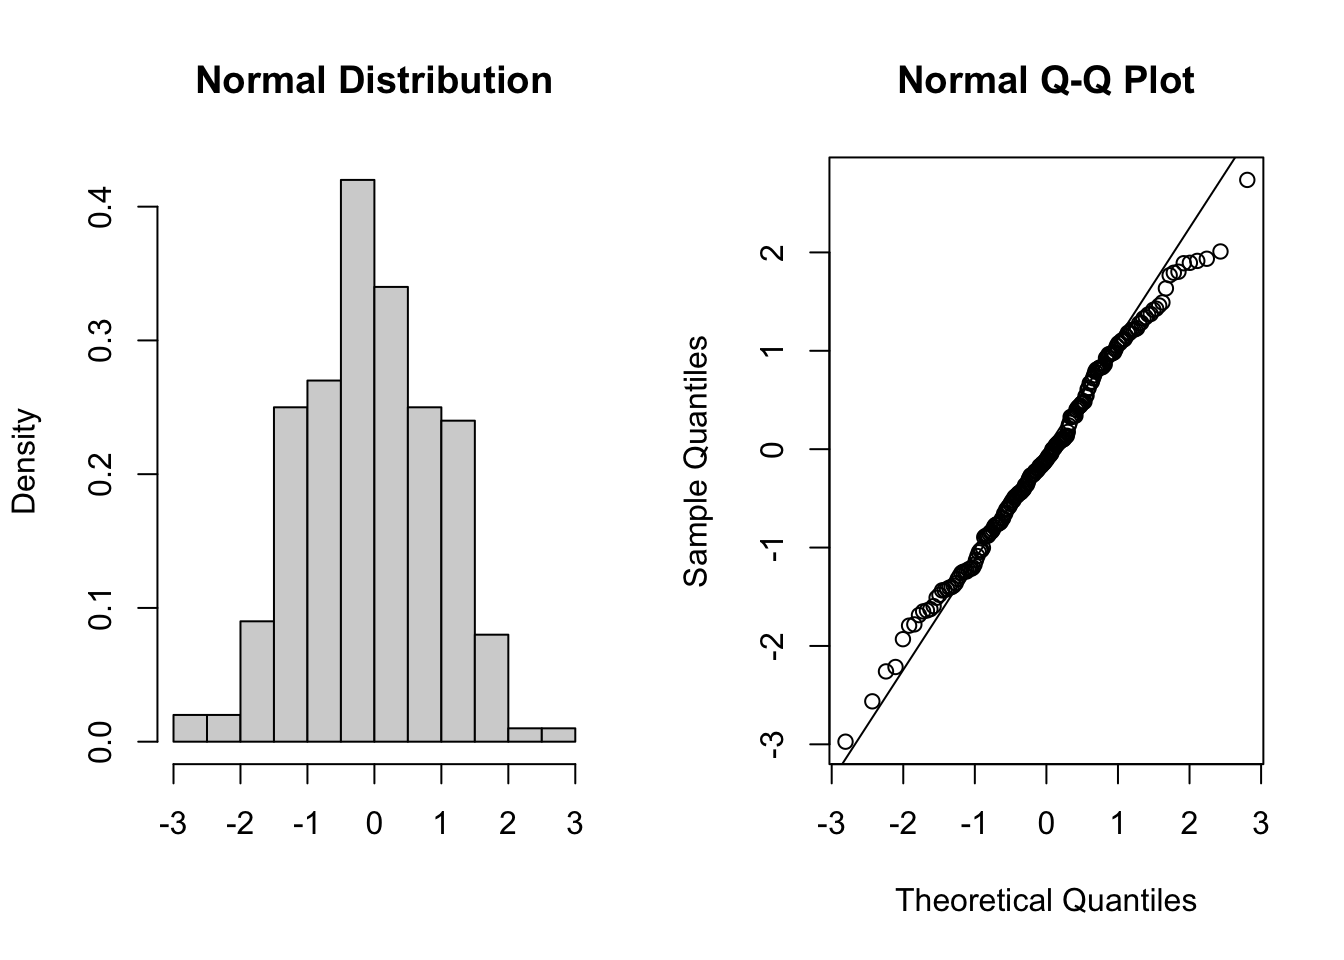 Normal Distribution
Density
0.0 0.1 0.2 0.3 0.4
-3 -2 -1 0 1 2 3
Normal Q-Q Plot
Sample Quantiles
-3 -2 -1 0 1 2
-3 -2 -1 0 1 2 3
Theoretical Quantiles